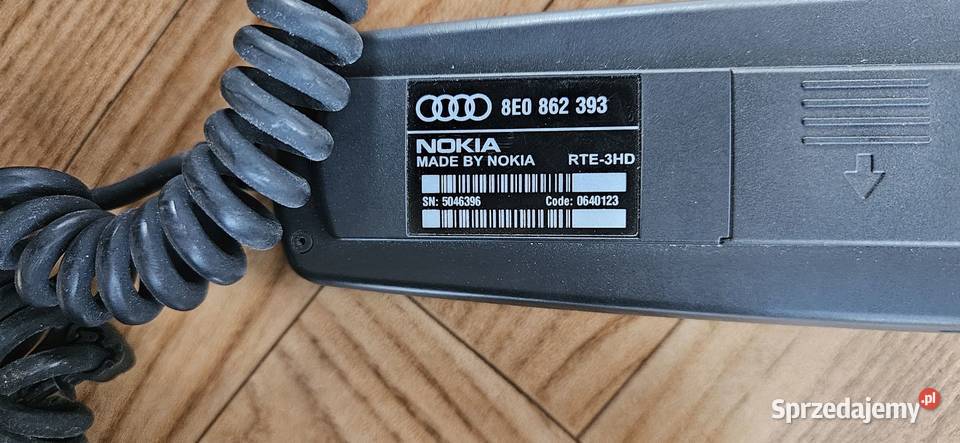 8E0 862 393
NOKIA
MADE BY NOKIA RTE-3HD
SN: 5046396 Code: 0640123
Sprzedajemy.pl